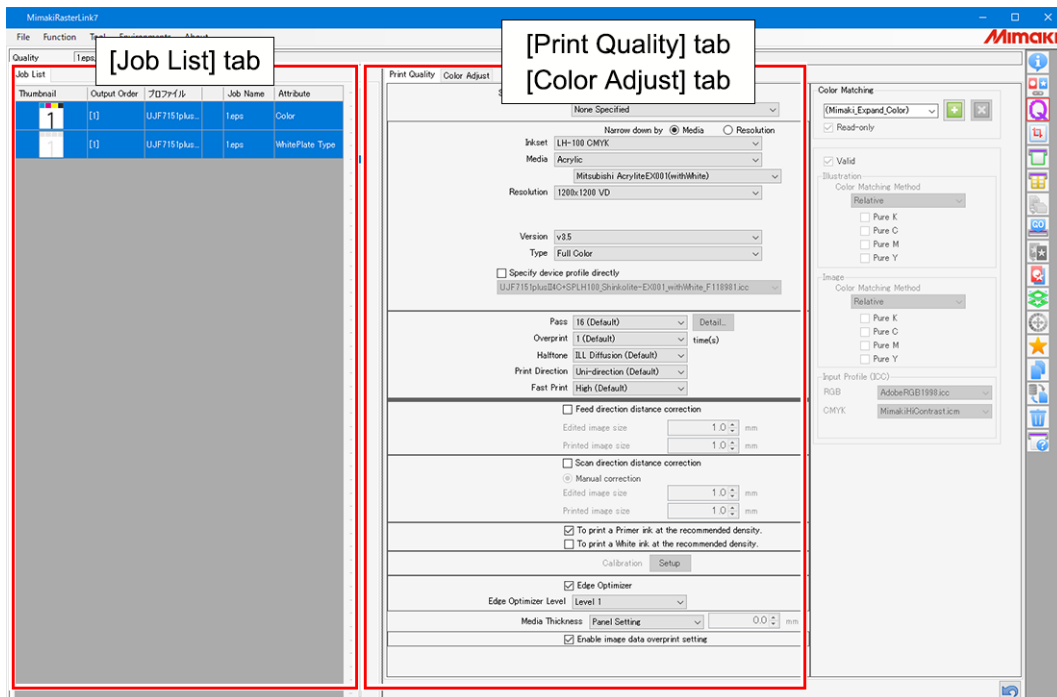 MimakiRasterLink7
File Function Tool Environments About
Mimaki
Quality 1.eps,
[Job List] tab
[Print Quality] tab
[Color Adjust] tab
Job List
Thumbnail Output Order プロファイル Job Name Attribute
1 [1] UJF7151plus... 1.eps Color
1 [1] UJF7151plus... 1.eps WhitePlate Type
Print Quality Color Adjust
None Specified
Narrow down by Media Resolution
Inkset LH-100 CMYK
Media Acrylic
Mitsubishi AcryliteEX001(withWhite)
Resolution 1200x1200 VD
Version v3.5
Type Full Color
Specify device profile directly
UJF7151plusⅡ4C+SPLH100_Shinkolite-EX001_withWhite_F118981.icc
Pass 16 (Default) Detail...
Overprint 1 (Default) time(s)
Halftone ILL Diffusion (Default)
Print Direction Uni-direction (Default)
Fast Print High (Default)
Feed direction distance correction
Edited image size 1.0 mm
Printed image size 1.0 mm
Scan direction distance correction
Manual correction
Edited image size 1.0 mm
Printed image size 1.0 mm
To print a Primer ink at the recommended density.
To print a White ink at the recommended density.
Calibration Setup
Edge Optimizer
Edge Optimizer Level Level 1
Media Thickness Panel Setting 0.0 mm
Enable image data overprint setting
Color Matching
(Mimaki_Expand_Color)
Read-only
Valid
Illustration
Color Matching Method
Relative
Pure K
Pure C
Pure M
Pure Y
Image
Color Matching Method
Relative
Pure K
Pure C
Pure M
Pure Y
Input Profile (ICC)
RGB AdobeRGB1998.icc
CMYK MimakiHiContrast.icm